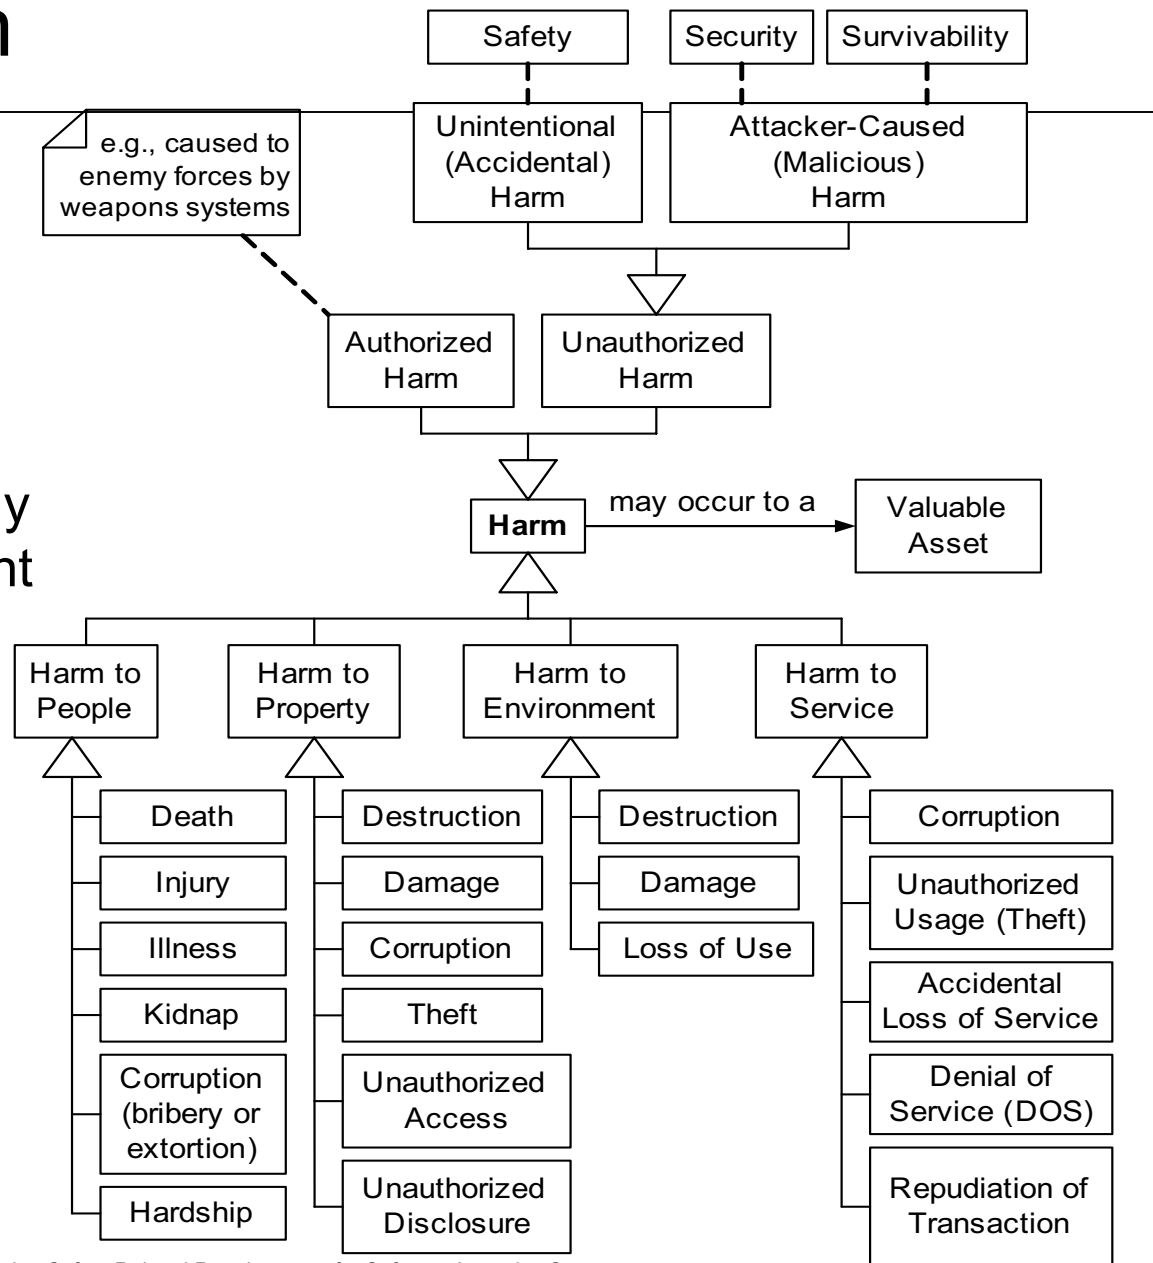 n
Safety
Security
Survivability
e.g., caused to
enemy forces by
weapons systems
Unintentional
(Accidental)
Harm
Attacker-Caused
(Malicious)
Harm
Authorized
Harm
Unauthorized
Harm
y
nt
Harm
may occur to a
Valuable
Asset
Harm to
People
Harm to
Property
Harm to
Environment
Harm to
Service
Death
Injury
Illness
Kidnap
Corruption
(bribery or
extortion)
Hardship
Destruction
Damage
Corruption
Theft
Unauthorized
Access
Unauthorized
Disclosure
Destruction
Damage
Loss of Use
Corruption
Unauthorized
Usage (Theft)
Accidental
Loss of Service
Denial of
Service (DOS)
Repudiation of
Transaction